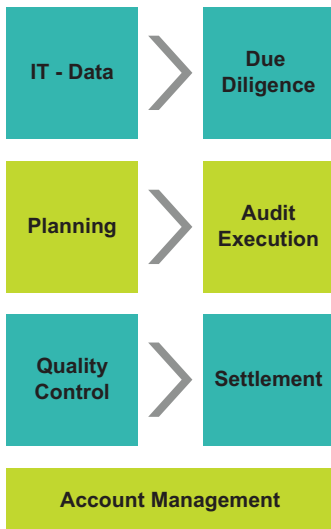 IT - Data
Due
Diligence
Planning
Audit
Execution
Quality
Control
Settlement
Account Management